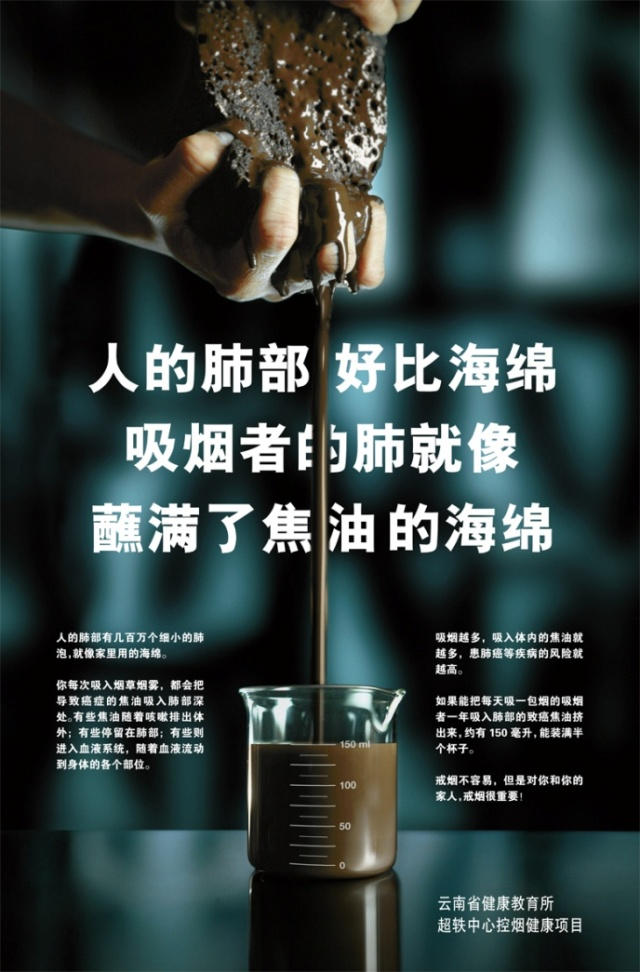 人的肺部 好比海绵
吸烟者的肺就像
蘸满了焦油的海绵
人的肺部有几百万个细小的肺
泡，就像家里用的海绵。
你每次吸入烟草烟雾，都会把
导致癌症的焦油吸入肺部深
处。有些焦油随着咳嗽排出体
外；有些停留在肺部；有些则
进入血液系统，随着血液流动
到身体的各个部位。
吸烟越多，吸入体内的焦油就
越多，患肺癌等疾病的风险就
越高。
如果能把每天吸一包烟的吸烟
者一年吸入肺部的致癌焦油挤
出来，约有 150 毫升，能装满半
个杯子。
戒烟不容易，但是对你和你的
家人，戒烟很重要！
150 ml
100
50
0
云南省健康教育所
超轶中心控烟健康项目